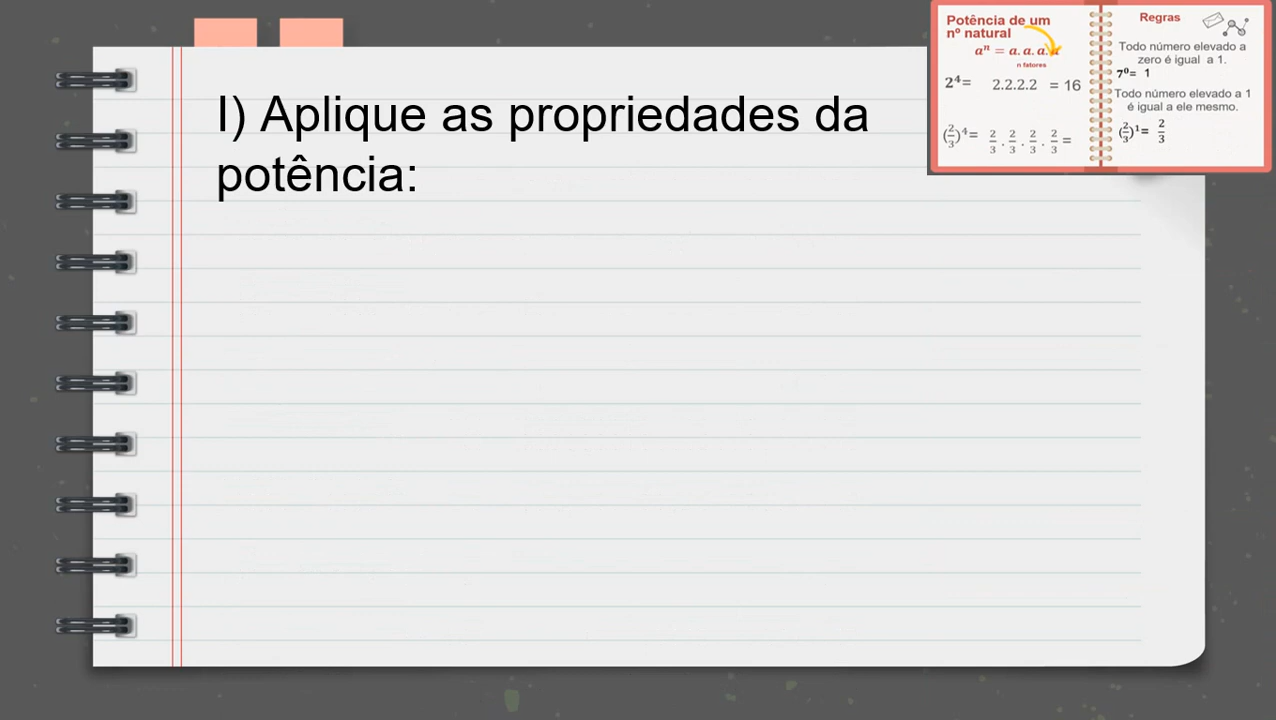 I) Aplique as propriedades da
potência:
Potência de um
nº natural
aⁿ = a. a. a. a
n fatores
2⁴= 2.2.2.2 = 16
(2/3)⁴= 2/3 . 2/3 . 2/3 . 2/3 =
Regras
Todo número elevado a
zero é igual a 1.
7⁰= 1
Todo número elevado a 1
é igual a ele mesmo.
(2/3)¹= 2/3